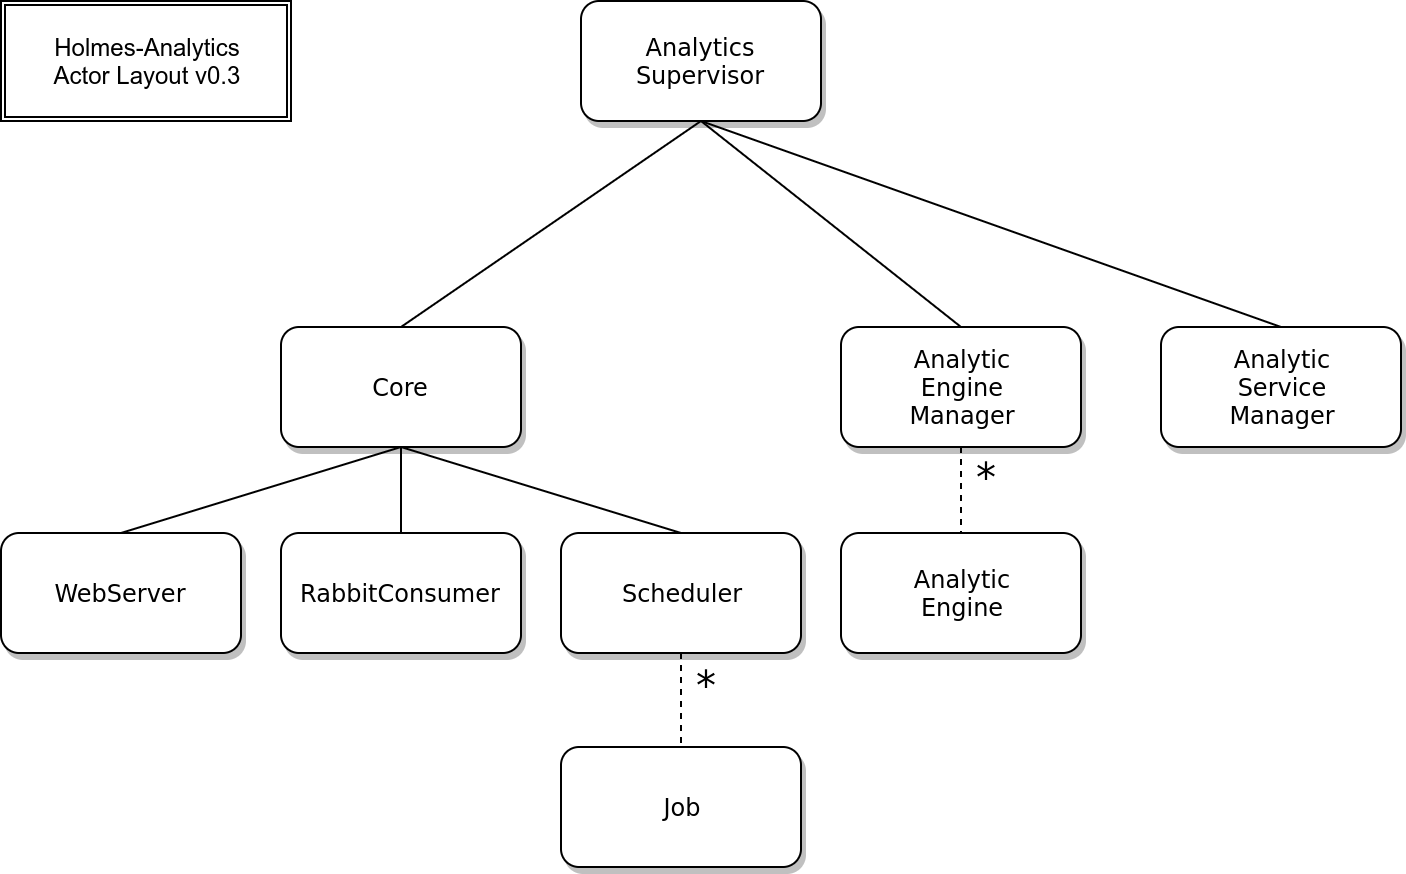 Holmes-Analytics
Actor Layout v0.3
Analytics
Supervisor
Core
Analytic
Engine
Manager
Analytic
Service
Manager
*
WebServer
RabbitConsumer
Scheduler
Analytic
Engine
*
Job